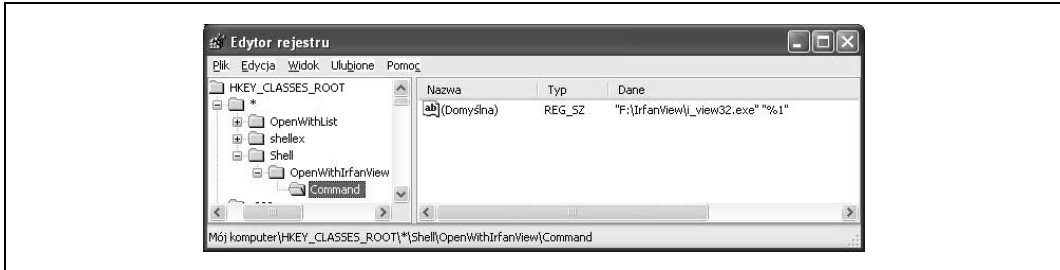 Edytor rejestru
Plik Edycja Widok Ulubione Pomoc
HKEY_CLASSES_ROOT
*
OpenWithList
shellex
Shell
OpenWithIrfanView
Command
Nazwa Typ Dane
ab (Domyślna) REG_SZ "F:\IrfanView\i_view32.exe" "%1"
Mój komputer\HKEY_CLASSES_ROOT\*\Shell\OpenWithIrfanView\Command